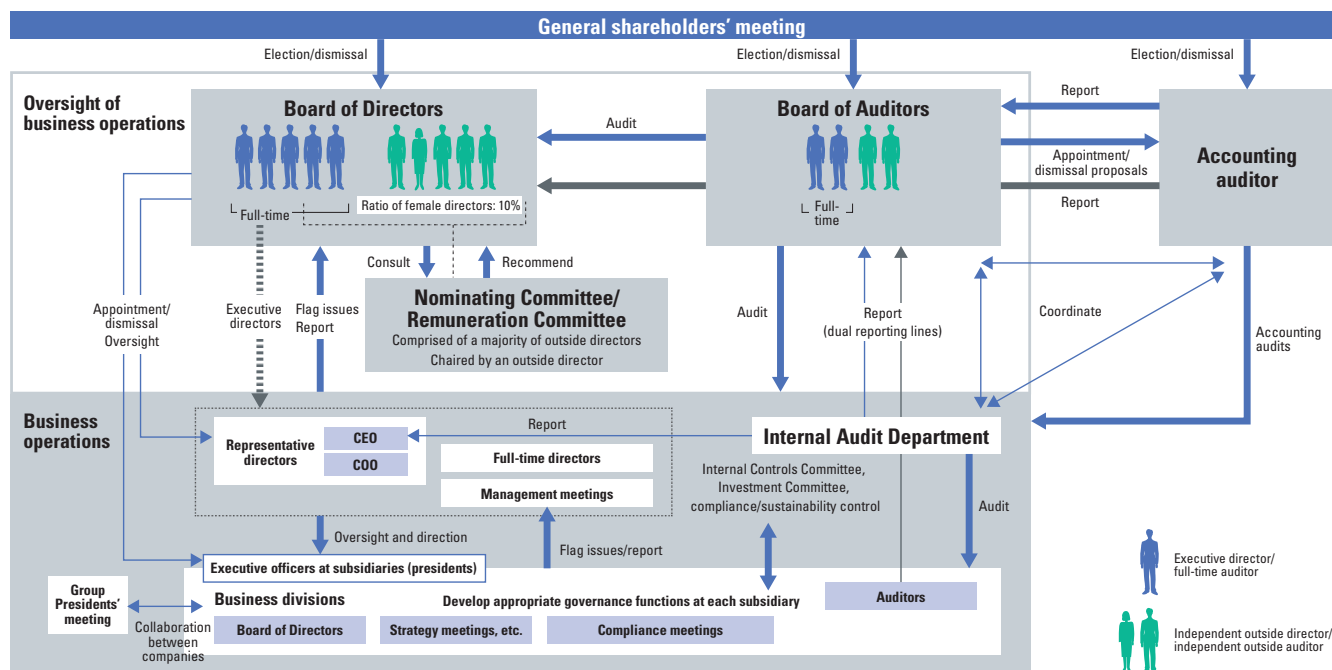 General shareholders' meeting
Election/dismissal
Election/dismissal
Election/dismissal
Oversight of
business operations
Board of Directors
Full-time
Ratio of female directors: 10%
Audit
Board of Auditors
Full-
time
Report
Appointment/
dismissal proposals
Report
Accounting
auditor
Consult
Recommend
Nominating Committee/
Remuneration Committee
Comprised of a majority of outside directors
Chaired by an outside director
Appointment/
dismissal
Oversight
Executive
directors
Flag issues
Report
Audit
Report
(dual reporting lines)
Coordinate
Accounting
audits
Business
operations
Representative
directors
CEO
COO
Report
Full-time directors
Management meetings
Internal Audit Department
Internal Controls Committee,
Investment Committee,
compliance/sustainability control
Audit
Oversight and direction
Flag issues/report
Executive officers at subsidiaries (presidents)
Group
Presidents'
meeting
Collaboration
between
companies
Business divisions
Develop appropriate governance functions at each subsidiary
Auditors
Board of Directors
Strategy meetings, etc.
Compliance meetings
Executive director/
full-time auditor
Independent outside director/
independent outside auditor